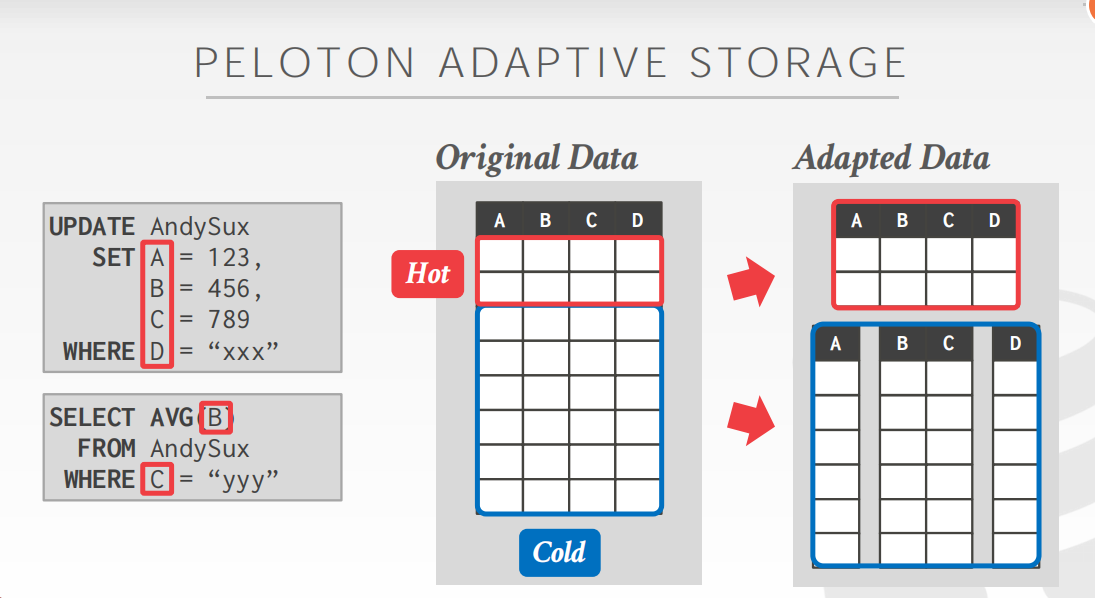 PELOTON ADAPTIVE STORAGE
UPDATE AndySux
SET A = 123,
B = 456,
C = 789
WHERE D = “xxx”
SELECT AVG(B)
FROM AndySux
WHERE C = “yyy”
Original Data
A B C D
Hot
Cold
Adapted Data
A B C D
A B C D